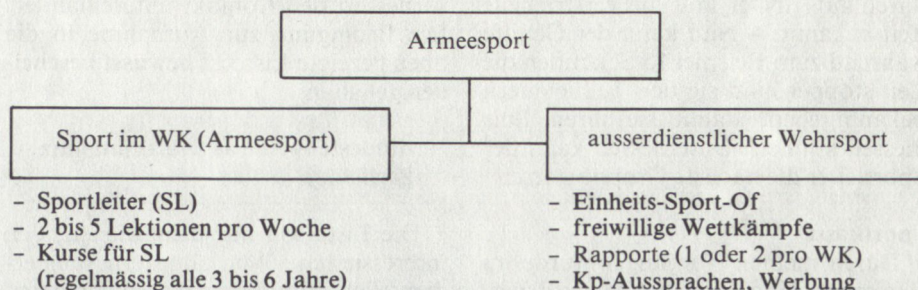 Armeesport
Sport im WK (Armeesport)
– Sportleiter (SL)
– 2 bis 5 Lektionen pro Woche
– Kurse für SL
(regelmässig alle 3 bis 6 Jahre)
ausserdienstlicher Wehrsport
– Einheits-Sport-Of
– freiwillige Wettkämpfe
– Rapporte (1 oder 2 pro WK)
– Kp-Aussprachen, Werbung